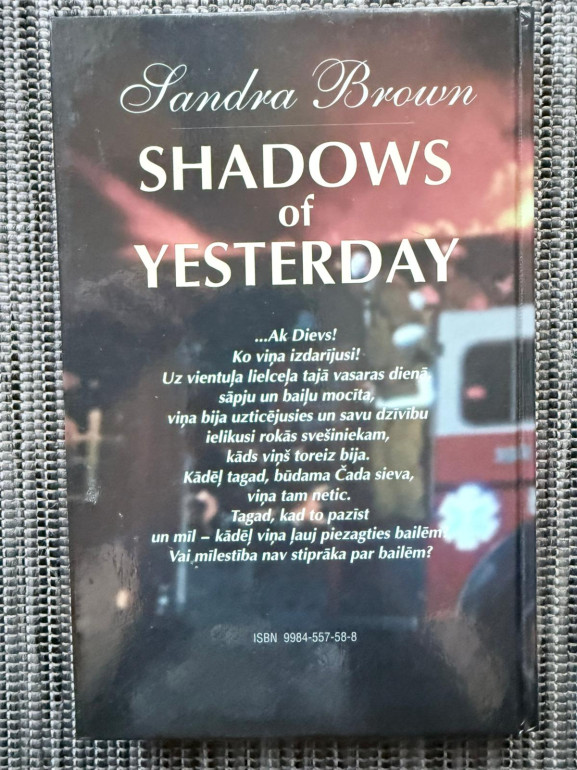 Sandra Brown
SHADOWS
of
YESTERDAY
...Ak Dievs!
Ko viņa izdarījusi!
Uz vientuļa lielceļa tajā vasaras dienā
sāpju un baiļu mocīta,
viņa bija uzticējusies un savu dzīvību
ielikusi rokās svešiniekam,
kāds viņš toreiz bija.
Kādēļ tagad, būdama Čada sieva,
viņa tam netic.
Tagad, kad to pazīst
un mīl – kādēļ viņa ļauj piezagties bailēm?
Vai mīlestība nav stiprāka par bailēm?
ISBN 9984-557-58-8